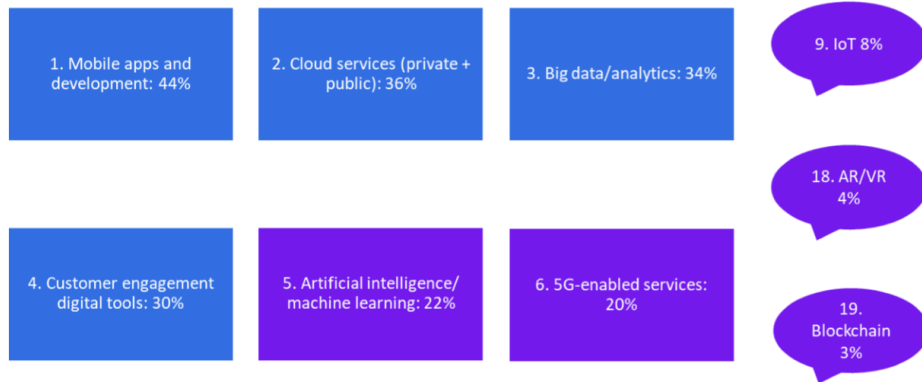 1. Mobile apps and
development: 44%
2. Cloud services (private +
public): 36%
3. Big data/analytics: 34%
9. IoT 8%
18. AR/VR
4%
4. Customer engagement
digital tools: 30%
5. Artificial intelligence/
machine learning: 22%
6. 5G-enabled services:
20%
19.
Blockchain
3%